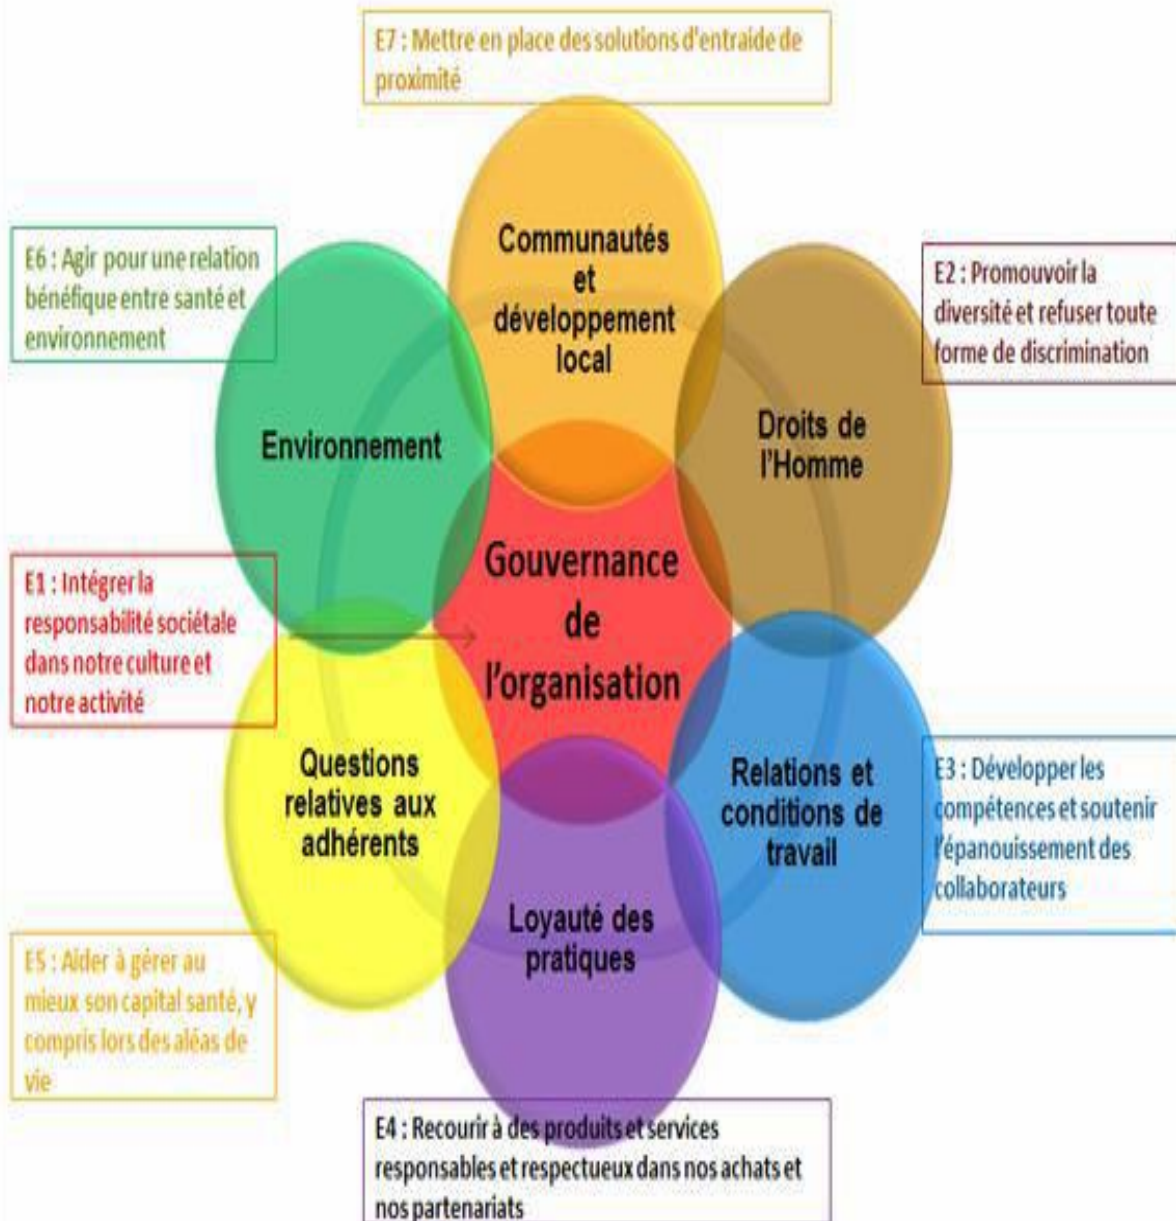 E7 : Mettre en place des solutions d'entraide de
proximité
Communautés
et
développement
local
E6 : Agir pour une relation
bénéfique entre santé et
environnement
E2 : Promouvoir la
diversité et refuser toute
forme de discrimination
Environnement
Droits de
l'Homme
Gouvernance
de
l'organisation
E1 : Intégrer la
responsabilité sociétale
dans notre culture et
notre activité
Questions
relatives aux
adhérents
Relations et
conditions de
travail
E3 : Développer les
compétences et soutenir
l'épanouissement des
collaborateurs
Loyauté des
pratiques
E5 : Aider à gérer au
mieux son capital santé, y
compris lors des aléas de
vie
E4 : Recourir à des produits et services
responsables et respectueux dans nos achats et
nos partenariats